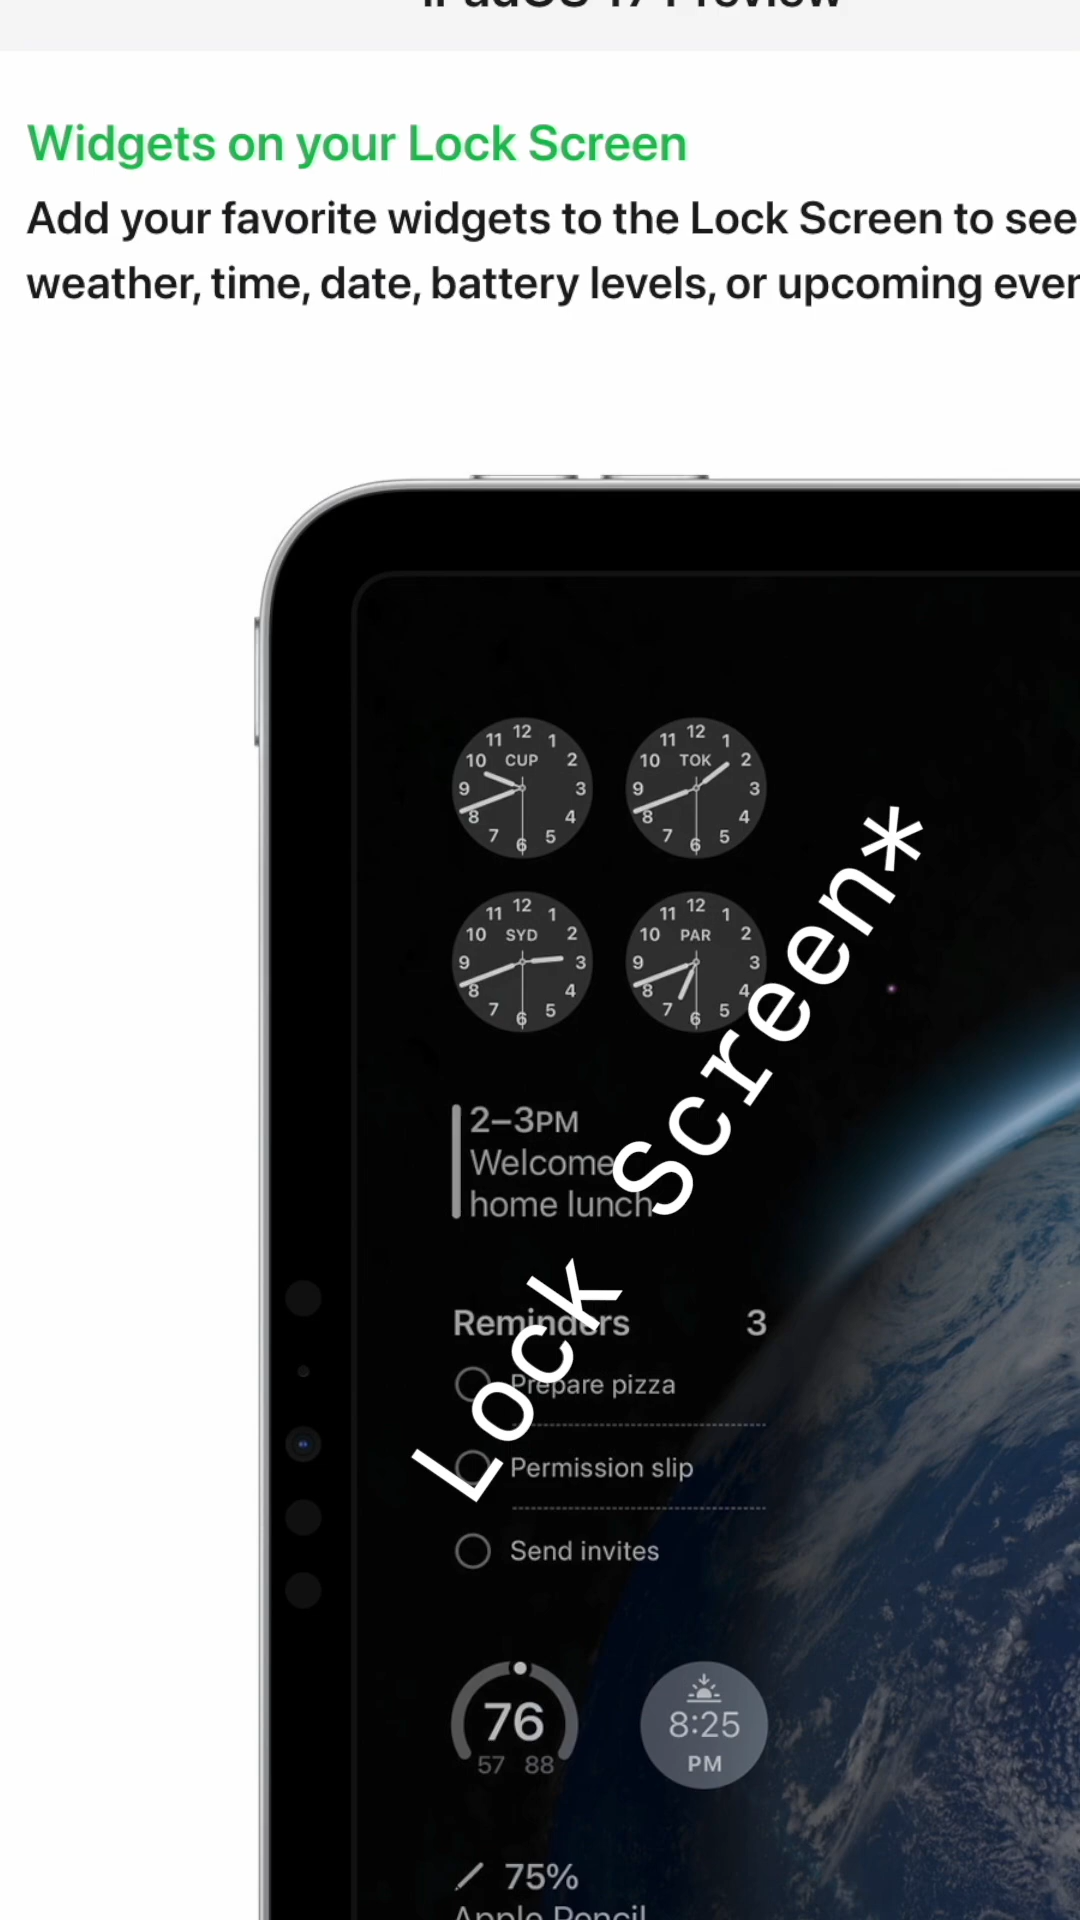 iPadOS 17 Preview
Widgets on your Lock Screen
Add your favorite widgets to the Lock Screen to see
weather, time, date, battery levels, or upcoming even
12 1 2 3 4 5 6 7 8 9 10 11
CUP
12 1 2 3 4 5 6 7 8 9 10 11
TOK
12 1 2 3 4 5 6 7 8 9 10 11
SYD
12 1 2 3 4 5 6 7 8 9 10 11
PAR
2–3PM
Welcome
home lunch
Lock Screen*
Reminders 3
Prepare pizza
Permission slip
Send invites
76
57 88
8:25
PM
75%
Apple Pencil